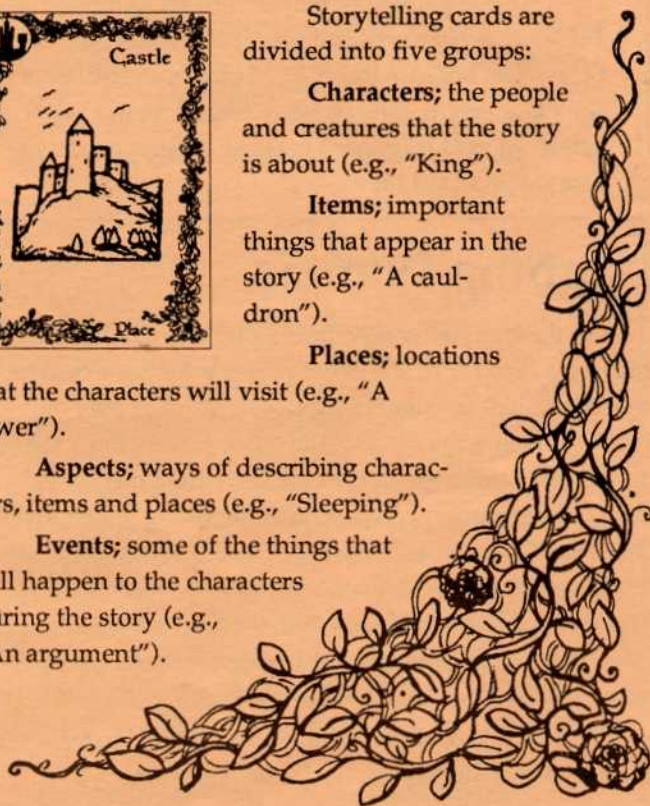 Castle
Place
Storytelling cards are
divided into five groups:
Characters; the people
and creatures that the story
is about (e.g., “King”).
Items; important
things that appear in the
story (e.g., “A caul-
dron”).
Places; locations
at the characters will visit (e.g., “A
wer”).
Aspects; ways of describing charac-
rs, items and places (e.g., “Sleeping”).
Events; some of the things that
ll happen to the characters
ring the story (e.g.,
n argument”).